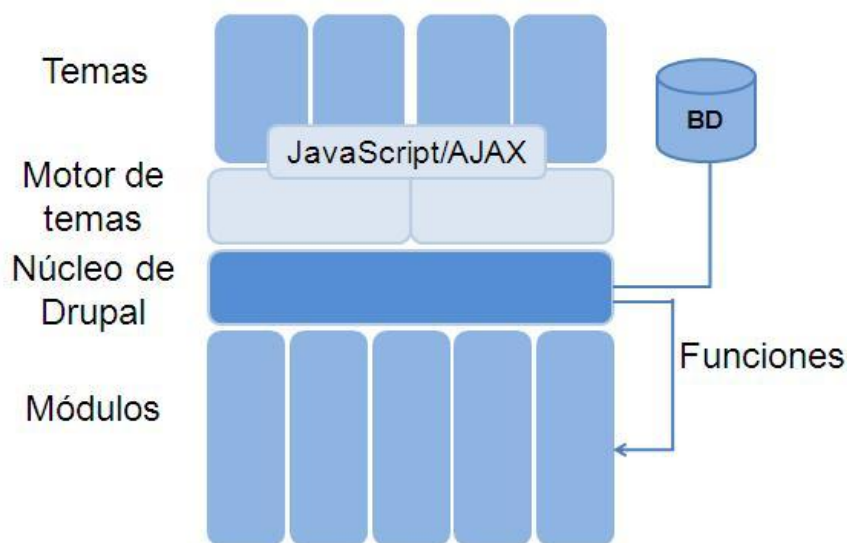 Temas
BD
JavaScript/AJAX
Motor de
temas
Núcleo de
Drupal
Funciones
Módulos